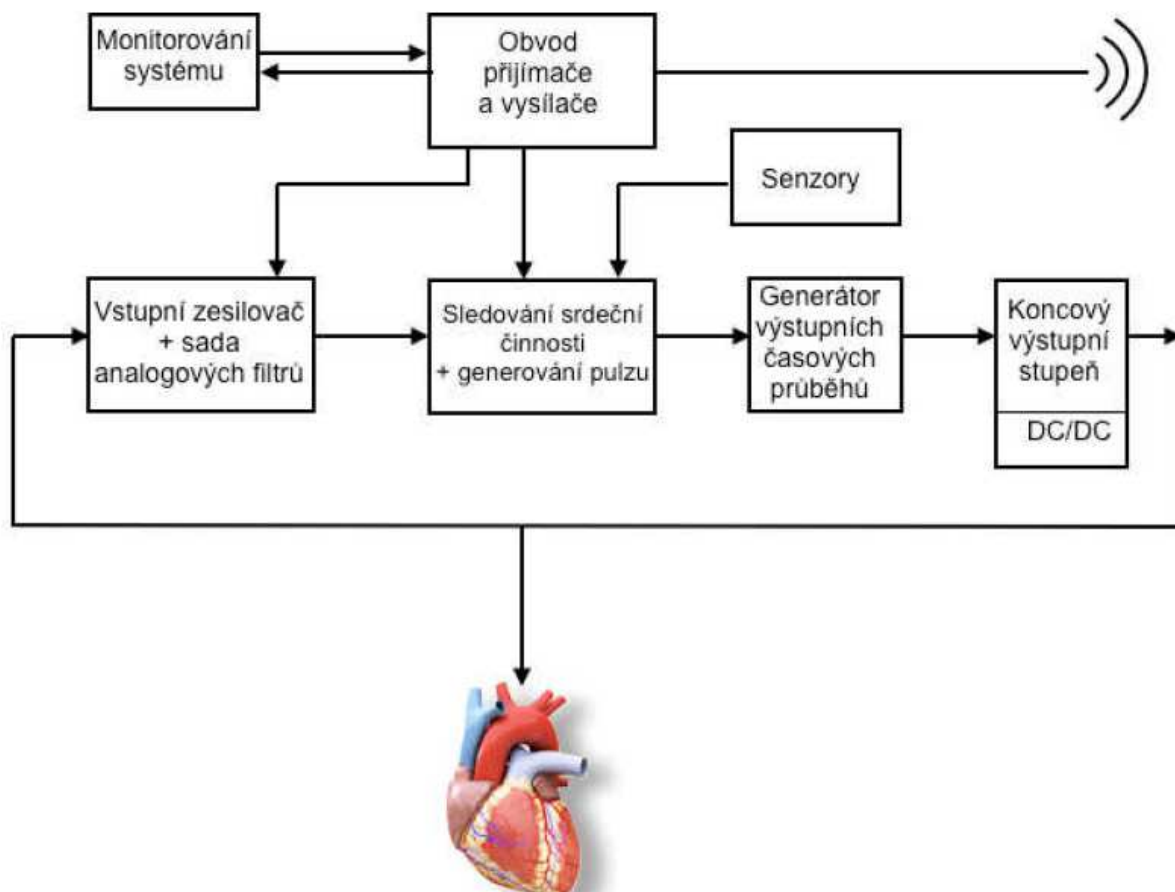 Monitorování
systému
Obvod
přijímače
a vysílače
Senzory
Vstupní zesilovač
+ sada
analogových filtrů
Sledování srdeční
činnosti
+ generování pulzu
Generátor
výstupních
časových
průběhů
Koncový
výstupní
stupeň
DC/DC